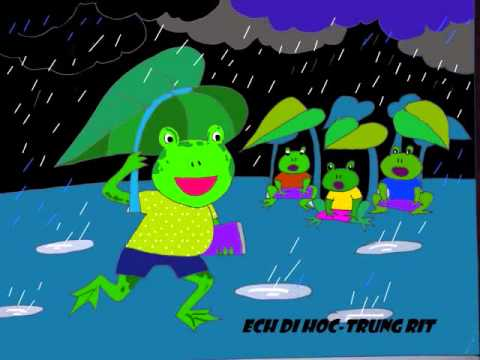 ECH DI HOC- TRUNG RIT